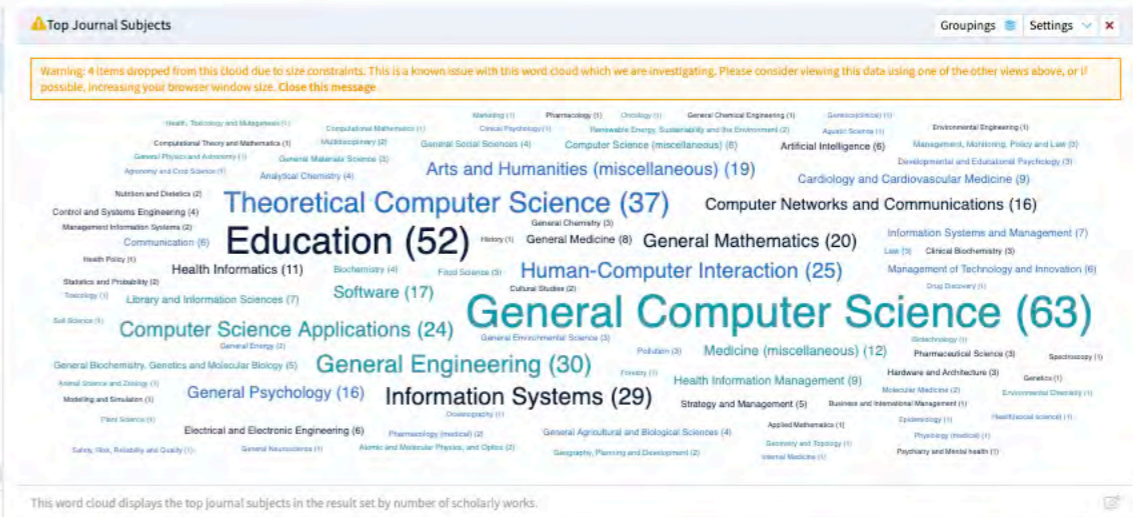 Top Journal Subjects
Groupings Settings
Warning: 4 items dropped from this cloud due to size constraints. This is a known issue with this word cloud which we are investigating. Please consider viewing this data using one of the other views above, or if
possible, increasing your browser window size. Close this message
Marketing (1) Pharmacology (1) Oncology (1) General Chemical Engineering (1) Genetics(clinical) (1)
Health, Toxicology and Mutagenesis (1) Computational Mathematics (1) Clinical Psychology (1) Renewable Energy, Sustainability and the Environment (2) Aquatic Science (1) Environmental Engineering (1)
Computational Theory and Mathematics (1) Multidisciplinary (2) General Social Sciences (4) Computer Science (miscellaneous) (8) Artificial Intelligence (6) Management, Monitoring, Policy and Law (3)
General Physics and Astronomy (1) General Materials Science (3) Arts and Humanities (miscellaneous) (19) Developmental and Educational Psychology (3)
Agronomy and Crop Science (1) Analytical Chemistry (4) Cardiology and Cardiovascular Medicine (9)
Nutrition and Dietetics (2) Theoretical Computer Science (37) Computer Networks and Communications (16)
Control and Systems Engineering (4) General Chemistry (3)
Management Information Systems (2) Education (52) History (1) General Medicine (8) General Mathematics (20) Information Systems and Management (7)
Communication (6) Law (3) Clinical Biochemistry (3)
Health Policy (1) Health Informatics (11) Biochemistry (4) Food Science (3) Human-Computer Interaction (25) Management of Technology and Innovation (6)
Statistics and Probability (2) Cultural Studies (2) Drug Discovery (1)
Toxicology (1) Library and Information Sciences (7) Software (17) General Computer Science (63)
Soil Science (1) Computer Science Applications (24) General Environmental Science (3) Biotechnology (1)
General Energy (2) Pollution (3) Medicine (miscellaneous) (12) Pharmaceutical Science (3) Spectroscopy (1)
General Biochemistry, Genetics and Molecular Biology (5) General Engineering (30) Forestry (1) Hardware and Architecture (3)
Animal Science and Zoology (1) General Psychology (16) Information Systems (29) Health Information Management (9) Molecular Medicine (2) Genetics (1) Environmental Chemistry (1)
Modelling and Simulation (1) Strategy and Management (5) Business and International Management (1)
Plant Science (1) Oceanography (1) Applied Mathematics (1) Epidemiology (1) Health(social science) (1)
Electrical and Electronic Engineering (6) Pharmacology (medical) (2) General Agricultural and Biological Sciences (4) Physiology (medical) (1)
Safety, Risk, Reliability and Quality (1) General Neuroscience (1) Atomic and Molecular Physics, and Optics (2) Geography, Planning and Development (2) Geometry and Topology (1) Psychiatry and Mental health (1)
Internal Medicine (1)
This word cloud displays the top journal subjects in the result set by number of scholarly works.